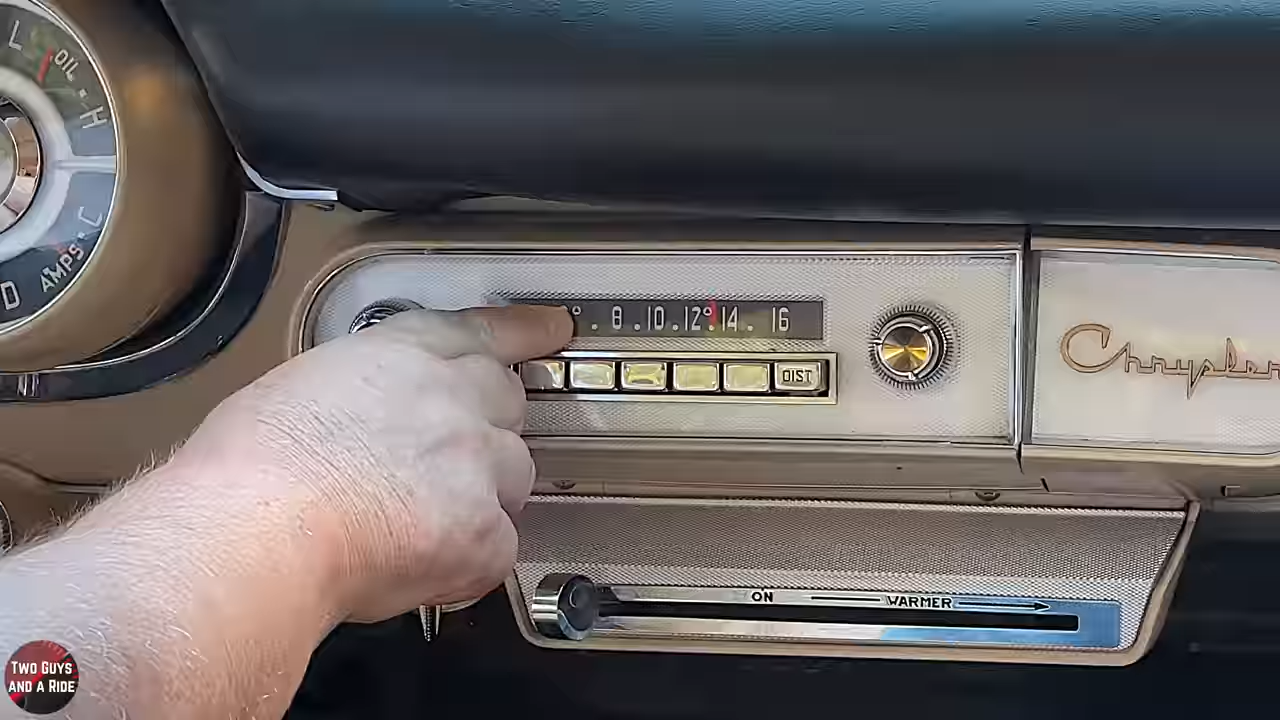 L OIL H
D AMPS C
° . 8 . 10 . 12° 14 . 16
DIST
Chrysler
ON WARMER
TWO GUYS
AND A RIDE